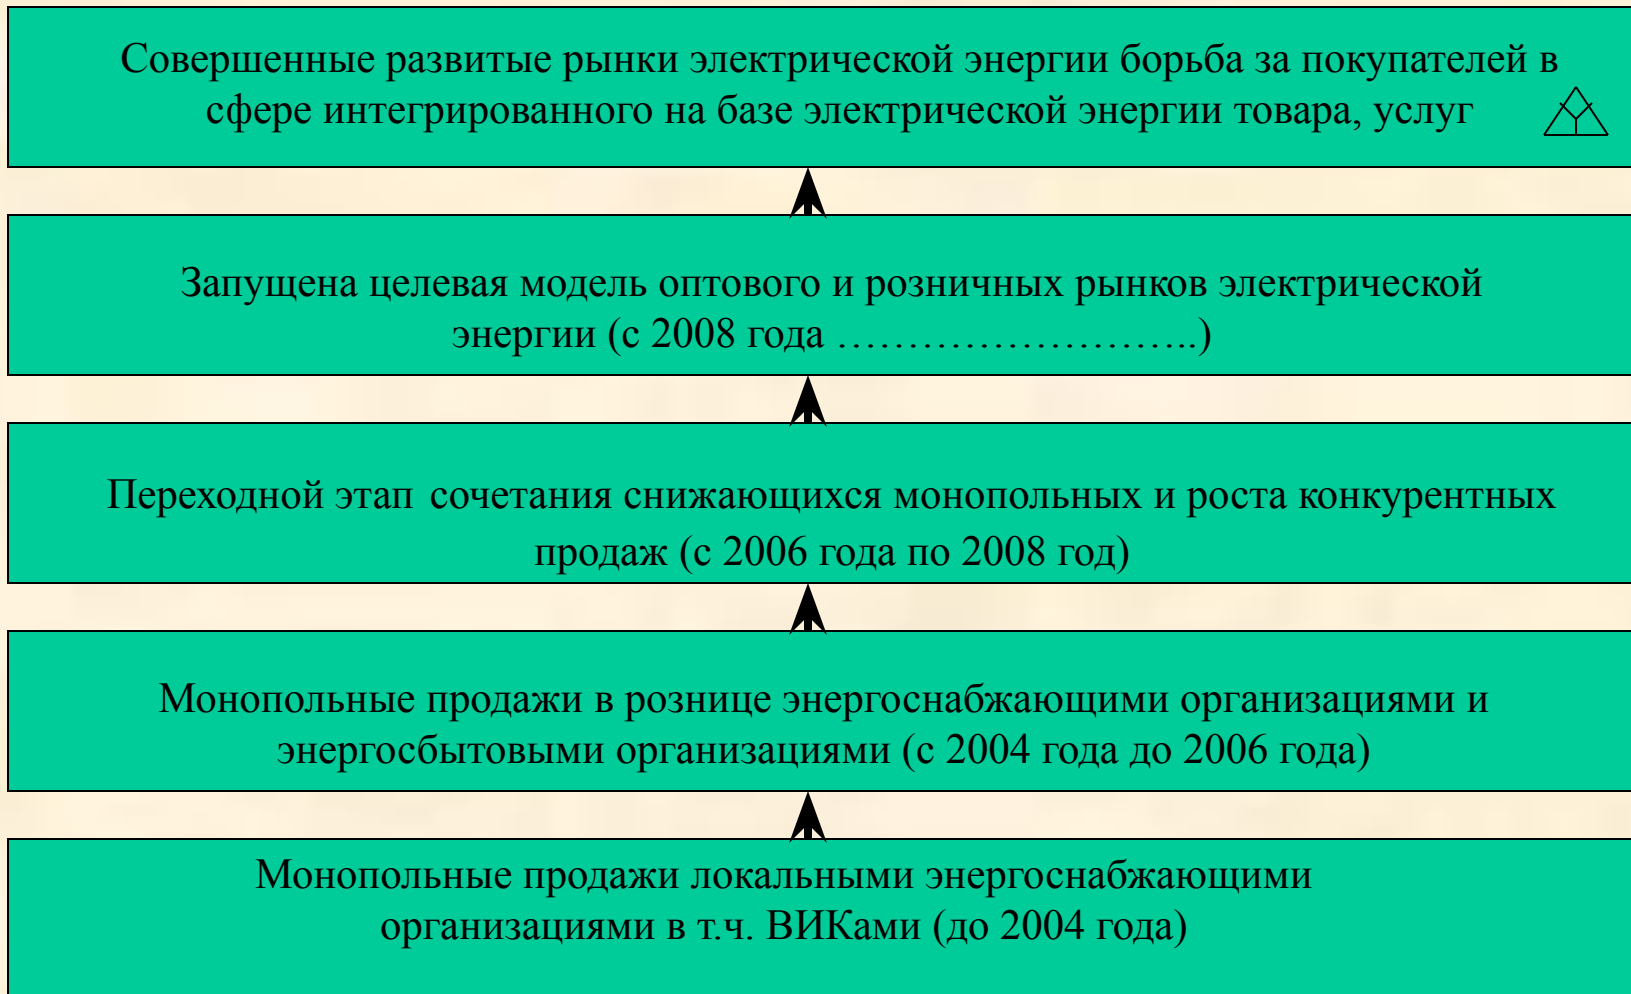 Совершенные развитые рынки электрической энергии борьба за покупателей в
сфере интегрированного на базе электрической энергии товара, услуг
Запущена целевая модель оптового и розничных рынков электрической
энергии (с 2008 года ………………………..)
Переходной этап сочетания снижающихся монопольных и роста конкурентных
продаж (с 2006 года по 2008 год)
Монопольные продажи в рознице энергоснабжающими организациями и
энергосбытовыми организациями (с 2004 года до 2006 года)
Монопольные продажи локальными энергоснабжающими
организациями в т.ч. ВИКами (до 2004 года)